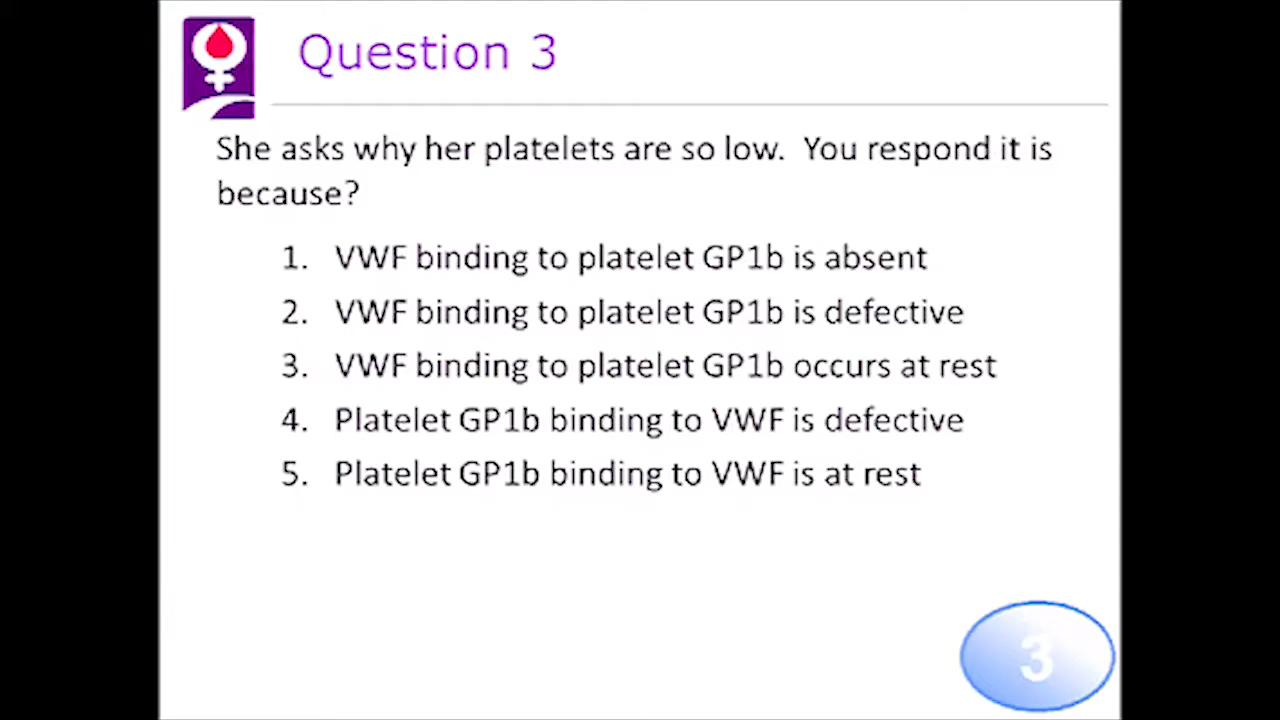 Question 3
She asks why her platelets are so low.  You respond it is
because?
1. VWF binding to platelet GP1b is absent
2. VWF binding to platelet GP1b is defective
3. VWF binding to platelet GP1b occurs at rest
4. Platelet GP1b binding to VWF is defective
5. Platelet GP1b binding to VWF is at rest
3